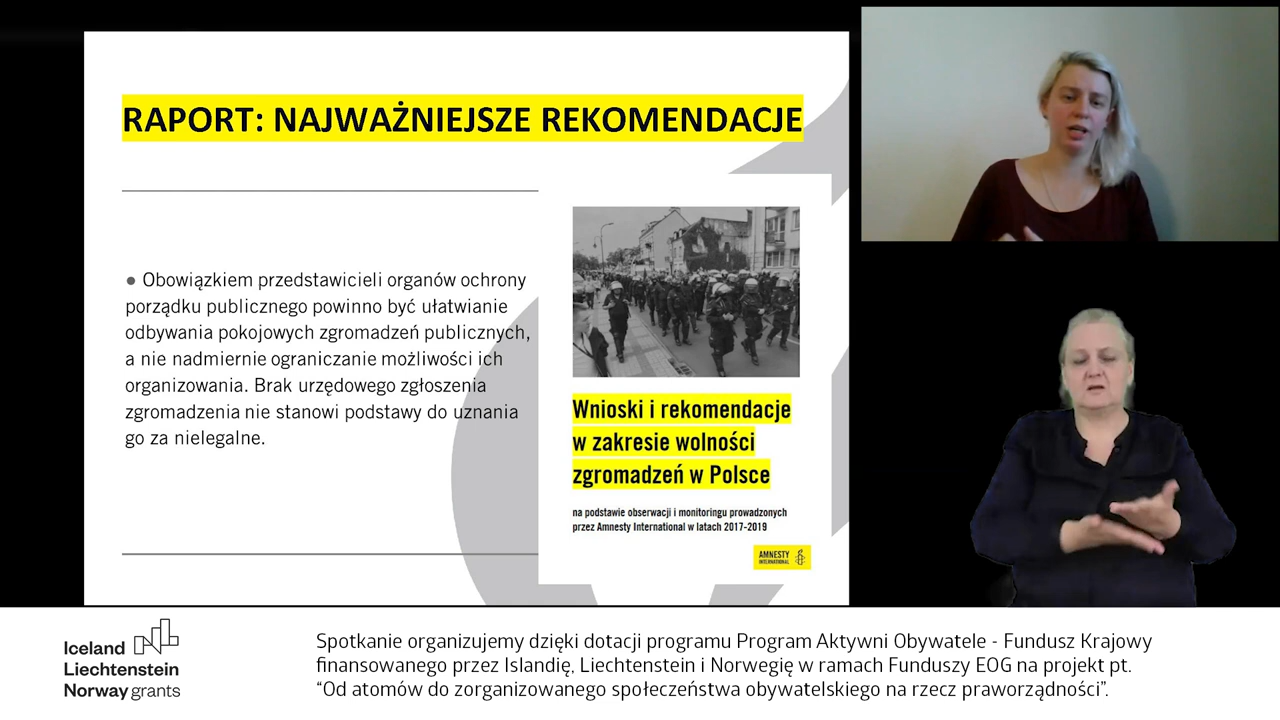 RAPORT: NAJWAŻNIEJSZE REKOMENDACJE
● Obowiązkiem przedstawicieli organów ochrony
porządku publicznego powinno być ułatwianie
odbywania pokojowych zgromadzeń publicznych,
a nie nadmiernie ograniczanie możliwości ich
organizowania. Brak urzędowego zgłoszenia
zgromadzenia nie stanowi podstawy do uznania
go za nielegalne.
Wnioski i rekomendacje
w zakresie wolności
zgromadzeń w Polsce
na podstawie obserwacji i monitoringu prowadzonych
przez Amnesty International w latach 2017-2019
AMNESTY
INTERNATIONAL
Iceland
Liechtenstein
Norway grants
Spotkanie organizujemy dzięki dotacji programu Program Aktywni Obywatele - Fundusz Krajowy
finansowanego przez Islandię, Liechtenstein i Norwegię w ramach Funduszy EOG na projekt pt.
“Od atomów do zorganizowanego społeczeństwa obywatelskiego na rzecz praworządności”.